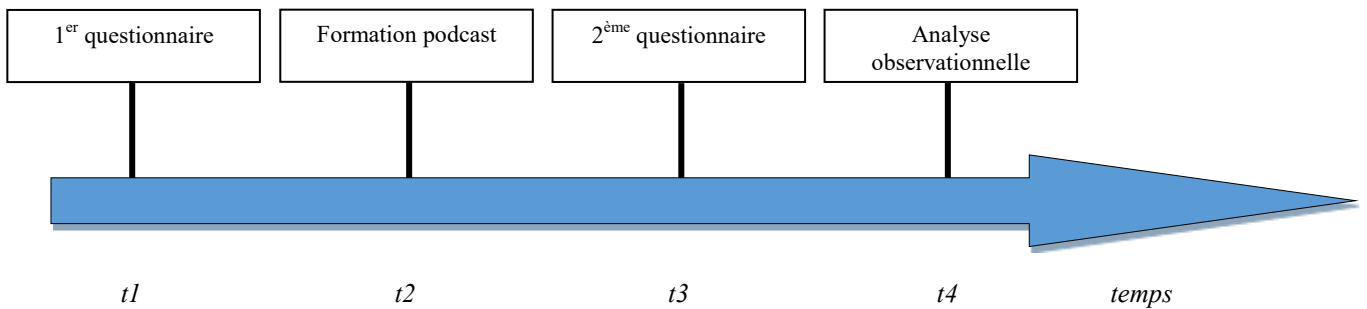 1er questionnaire
Formation podcast
2ème questionnaire
Analyse
observationnelle
t1
t2
t3
t4
temps